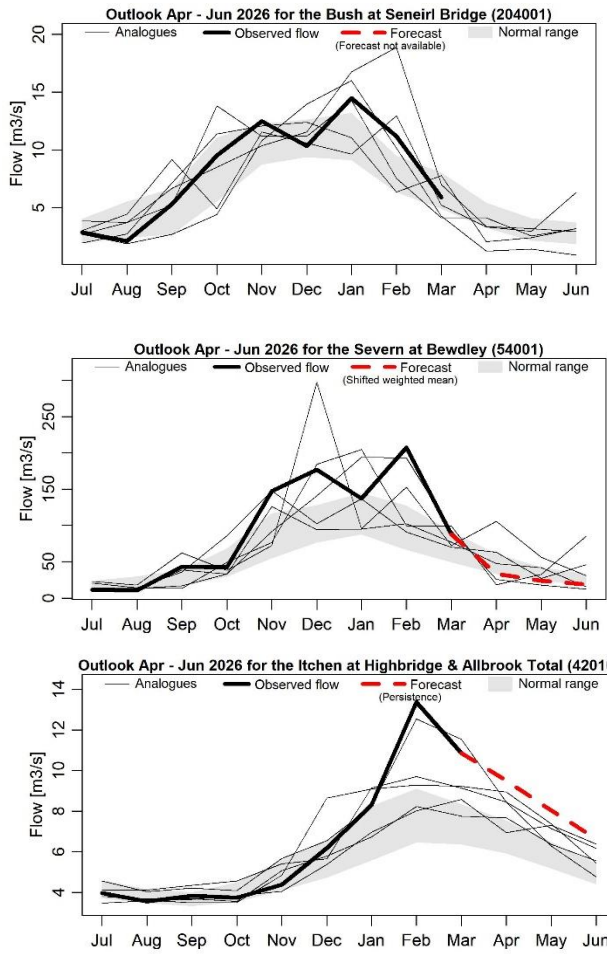 Outlook Apr - Jun 2026 for the Bush at Seneirl Bridge (204001)
Analogues Observed flow Forecast Normal range
(Forecast not available)
Flow [m3/s]
20
15
10
5
Jul Aug Sep Oct Nov Dec Jan Feb Mar Apr May Jun
Outlook Apr - Jun 2026 for the Severn at Bewdley (54001)
Analogues Observed flow Forecast Normal range
(Shifted weighted mean)
Flow [m3/s]
250
150
50
0
Jul Aug Sep Oct Nov Dec Jan Feb Mar Apr May Jun
Outlook Apr - Jun 2026 for the Itchen at Highbridge & Allbrook Total (42010
Analogues Observed flow Forecast Normal range
(Persistence)
Flow [m3/s]
14
12
10
8
6
4
Jul Aug Sep Oct Nov Dec Jan Feb Mar Apr May Jun